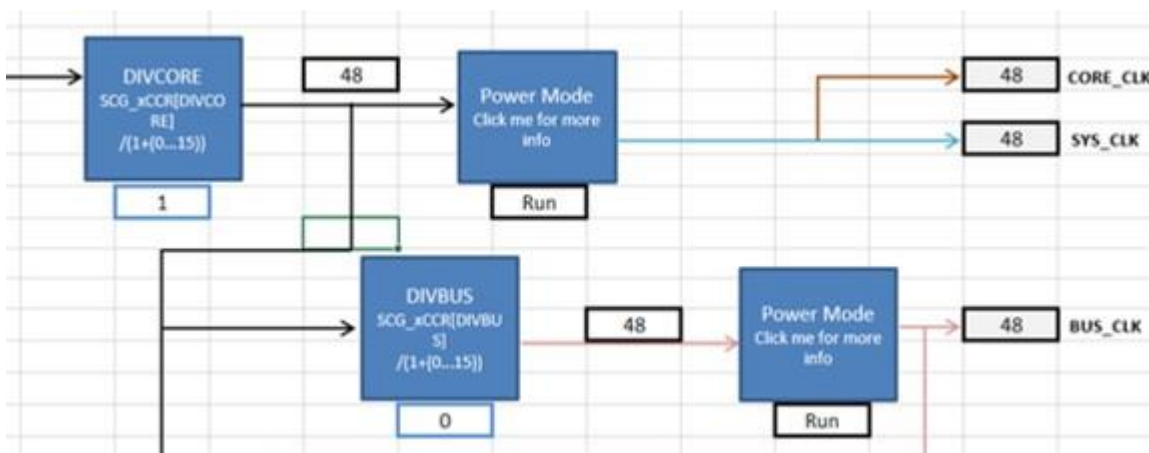 DIVCORE
SCG_xCCR[DIVCO
RE]
/(1+(0...15))
1
48
Power Mode
Click me for more
info
Run
48
CORE_CLK
48
SYS_CLK
DIVBUS
SCG_xCCR[DIVBU
S]
/(1+(0...15))
0
48
Power Mode
Click me for more
info
Run
48
BUS_CLK